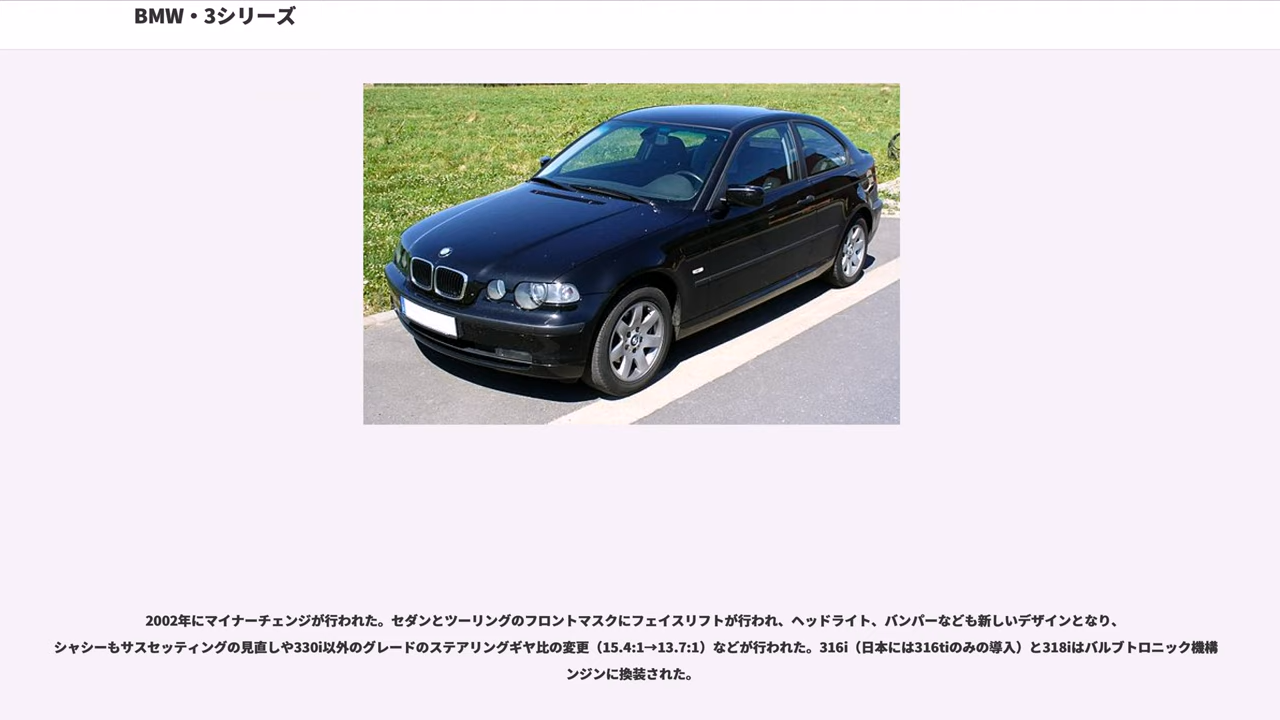 BMW・3シリーズ
2002年にマイナーチェンジが行われた。セダンとツーリングのフロントマスクにフェイスリフトが行われ、ヘッドライト、バンパーなども新しいデザインとなり、
シャシーもサスセッティングの見直しや330i以外のグレードのステアリングギヤ比の変更（15.4:1→13.7:1）などが行われた。316i（日本には316tiのみの導入）と318iはバルブトロニック機構
ンジンに換装された。